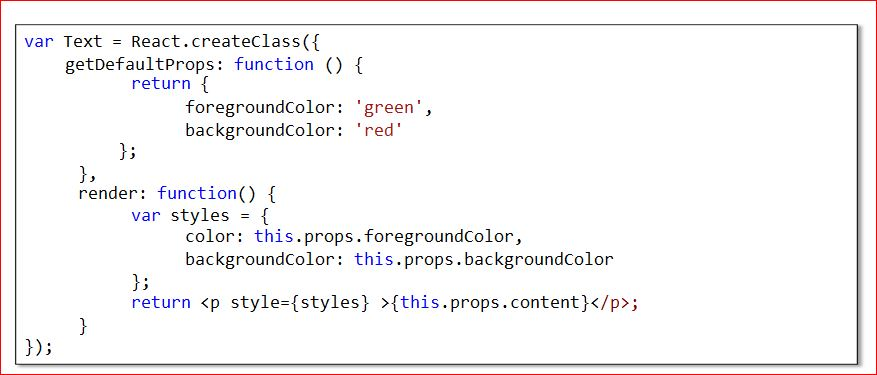 var Text = React.createClass({
    getDefaultProps: function () {
        return {
            foregroundColor: 'green',
            backgroundColor: 'red'
        };
    },
    render: function() {
        var styles = {
            color: this.props.foregroundColor,
            backgroundColor: this.props.backgroundColor
        };
        return <p style={styles} >{this.props.content}</p>;
    }
});